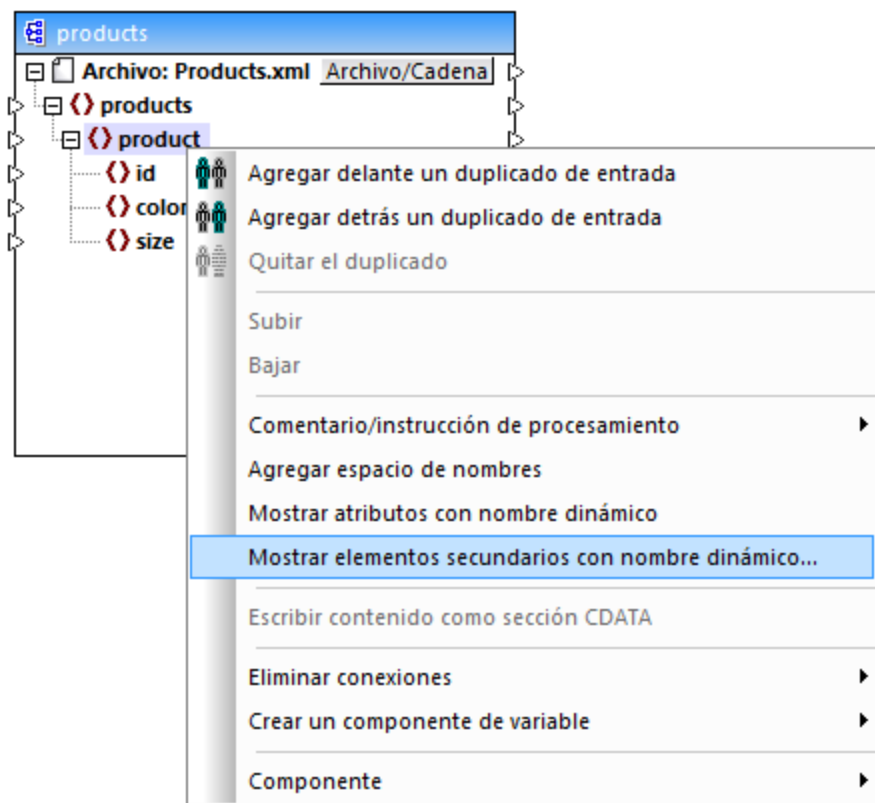 products
Archivo: Products.xml Archivo/Cadena
products
product
id
color
size
Agregar delante un duplicado de entrada
Agregar detrás un duplicado de entrada
Quitar el duplicado
Subir
Bajar
Comentario/instrucción de procesamiento
Agregar espacio de nombres
Mostrar atributos con nombre dinámico
Mostrar elementos secundarios con nombre dinámico...
Escribir contenido como sección CDATA
Eliminar conexiones
Crear un componente de variable
Componente